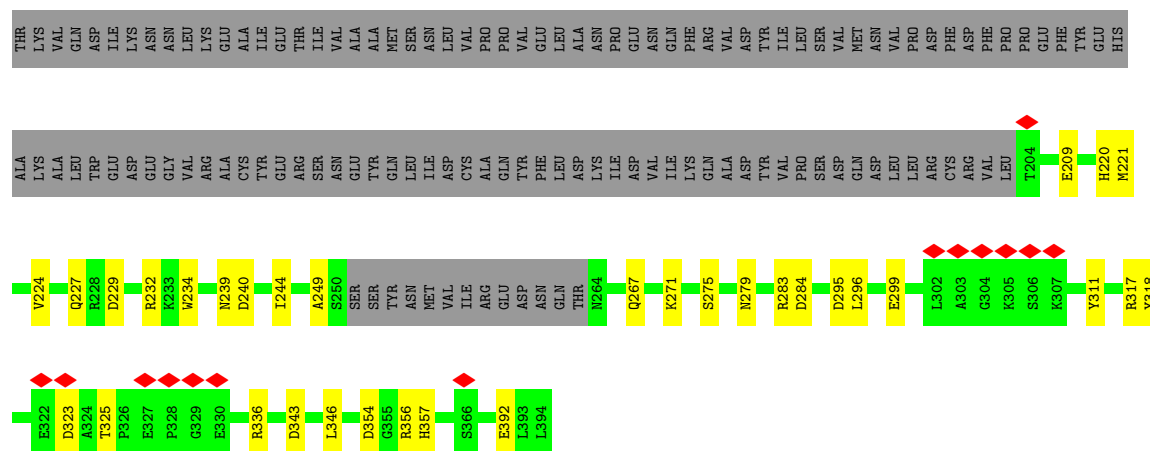 THR LYS VAL GLN ASP ILE LYS ASN ASN LEU LYS GLU ALA ILE GLU THR ILE VAL ALA ALA MET SER ASN LEU VAL PRO PRO VAL GLU LEU ALA ASN PRO GLU ASN GLN PHE ARG VAL ASP TYR ILE LEU SER VAL MET ASN VAL PRO ASP PHE ASP PHE PRO PRO GLU PHE TYR GLU HIS
ALA LYS ALA LEU TRP GLU ASP GLU GLY VAL ARG ALA CYS TYR GLU ARG SER ASN GLU TYR GLN LEU ILE ASP CYS ALA GLN TYR PHE LEU ASP LYS ILE ASP VAL ILE LYS GLN ALA ASP TYR VAL PRO SER ASP GLN ASP LEU LEU ARG CYS ARG VAL LEU T204 E209 H220 M221
V224 Q227 R228 D229 R232 K233 W234 N239 D240 I244 A249 S250 SER SER TYR ASN MET VAL ILE ARG GLU ASP ASN GLN THR N264 Q267 K271 S275 N279 R283 D284 D295 L296 E299 L302 A303 G304 K305 S306 K307 Y311 R317 Y318
E322 D323 A324 T325 P326 E327 P328 G329 E330 R336 D343 L346 D354 G355 R356 H357 S366 E392 L393 L394